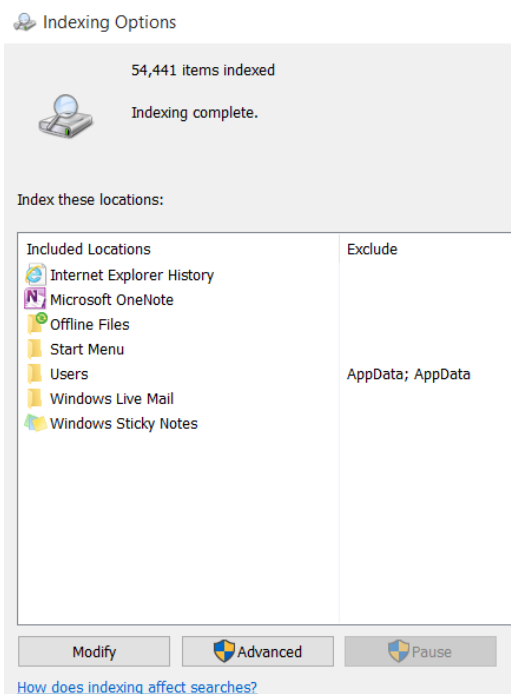 Indexing Options
54,441 items indexed
Indexing complete.
Index these locations:
Included Locations Exclude
Internet Explorer History
Microsoft OneNote
Offline Files
Start Menu
Users AppData; AppData
Windows Live Mail
Windows Sticky Notes
Modify Advanced Pause
How does indexing affect searches?